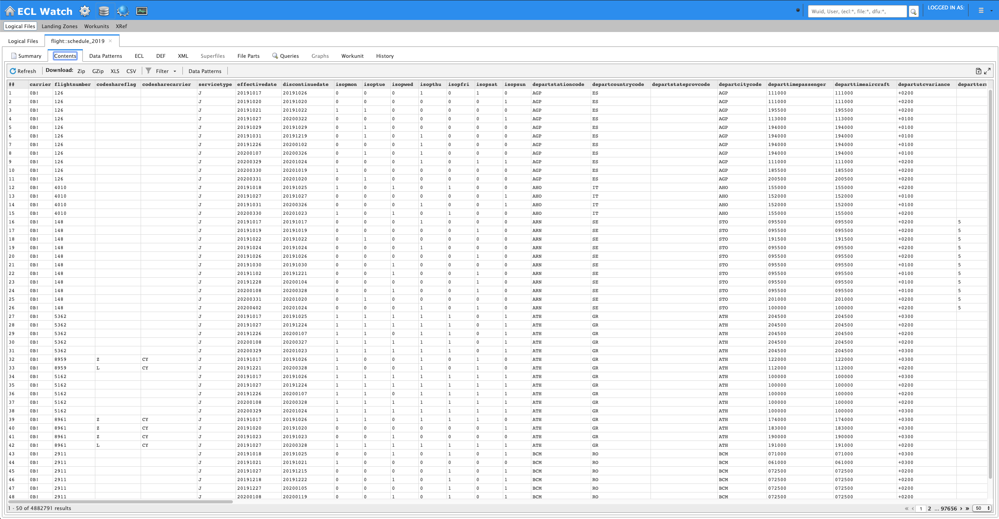 ECL Watch
Wuid, User, (ecl:*, file:*, dfu:*,
LOGGED IN AS:
Logical Files Landing Zones Workunits XRef
Logical Files flight::schedule_2019 ×
Summary Contents Data Patterns ECL DEF XML Superfiles File Parts Queries Graphs Workunit History
Refresh Download: Zip GZip XLS CSV Filter Data Patterns
## carrier flightnumber codeshareflag codesharecarrier servicetype effectivedate discontinuedate isopmon isoptue isopwed isopthu isopfri isopsat isopsun departstationcode departcountrycode departstateprovcode departcitycode departtimepassenger departtimeaircraft departutcvariance
1 0B! 126 J 20191017 20191026 0 0 0 1 0 1 0 AGP ES AGP 111000 111000 +0200
2 0B! 126 J 20191020 20191020 0 0 0 0 0 0 1 AGP ES AGP 111000 111000 +0200
3 0B! 126 J 20191021 20191022 1 1 0 0 0 0 0 AGP ES AGP 195500 195500 +0200
4 0B! 126 J 20191027 20200322 0 0 0 0 0 0 1 AGP ES AGP 113000 113000 +0100
5 0B! 126 J 20191029 20191029 0 1 0 0 0 0 0 AGP ES AGP 194000 194000 +0100
6 0B! 126 J 20191031 20191219 0 1 0 1 0 0 0 AGP ES AGP 194000 194000 +0100
7 0B! 126 J 20191226 20200102 0 0 0 1 0 0 0 AGP ES AGP 194000 194000 +0100
8 0B! 126 J 20200107 20200326 0 1 0 1 0 0 0 AGP ES AGP 194000 194000 +0100
9 0B! 126 J 20200329 20201024 0 0 0 1 0 1 1 AGP ES AGP 111000 111000 +0200
10 0B! 126 J 20200330 20201019 1 0 0 0 0 0 0 AGP ES AGP 185500 185500 +0200
11 0B! 126 J 20200331 20201020 0 1 0 0 0 0 0 AGP ES AGP 200500 200500 +0200
12 0B! 4010 J 20191018 20191025 1 0 1 0 1 0 0 AHO IT AHO 155000 155000 +0200
13 0B! 4010 J 20191027 20191027 0 0 0 0 0 0 1 AHO IT AHO 152000 152000 +0100
14 0B! 4010 J 20191031 20200326 0 0 0 1 0 0 1 AHO IT AHO 152000 152000 +0100
15 0B! 4010 J 20200330 20201023 1 0 1 0 1 0 0 AHO IT AHO 155000 155000 +0200
16 0B! 148 J 20191017 20191017 0 0 0 1 0 0 0 ARN SE STO 095500 095500 +0200 5
17 0B! 148 J 20191019 20191019 0 0 0 0 0 1 0 ARN SE STO 095500 095500 +0200 5
18 0B! 148 J 20191022 20191022 0 1 0 0 0 0 0 ARN SE STO 191500 191500 +0200 5
19 0B! 148 J 20191024 20191024 0 0 0 1 0 0 0 ARN SE STO 095500 095500 +0200 5
20 0B! 148 J 20191026 20191026 0 0 0 0 0 1 0 ARN SE STO 095500 095500 +0200 5
21 0B! 148 J 20191030 20191030 0 0 1 0 0 0 0 ARN SE STO 095500 095500 +0100 5
22 0B! 148 J 20191102 20191221 0 0 1 0 0 1 0 ARN SE STO 095500 095500 +0100 5
23 0B! 148 J 20191228 20200104 0 0 0 0 0 1 0 ARN SE STO 095500 095500 +0100 5
24 0B! 148 J 20200108 20200328 0 0 1 0 0 1 0 ARN SE STO 095500 095500 +0100 5
25 0B! 148 J 20200331 20201020 0 1 0 0 0 0 0 ARN SE STO 201000 201000 +0200 5
26 0B! 148 J 20200402 20201024 0 0 0 1 0 1 0 ARN SE STO 100000 100000 +0200 5
27 0B! 5362 J 20191017 20191025 1 1 1 1 1 0 1 ATH GR ATH 204500 204500 +0300
28 0B! 5362 J 20191027 20191224 1 1 1 1 1 0 1 ATH GR ATH 204500 204500 +0200
29 0B! 5362 J 20191226 20200107 1 1 0 1 1 0 1 ATH GR ATH 204500 204500 +0200
30 0B! 5362 J 20200108 20200327 1 1 1 1 1 0 1 ATH GR ATH 204500 204500 +0200
31 0B! 5362 J 20200329 20201023 1 1 1 1 1 0 1 ATH GR ATH 204500 204500 +0300
32 0B! 8959 Z CY J 20191017 20191026 1 0 0 1 0 1 0 ATH GR ATH 122000 122000 +0300
33 0B! 8959 L CY J 20191221 20200328 1 0 0 1 0 1 0 ATH GR ATH 112000 112000 +0200
34 0B! 5162 J 20191017 20191026 1 1 1 1 1 1 1 ATH GR ATH 100000 100000 +0300
35 0B! 5162 J 20191027 20191224 1 1 1 1 1 1 1 ATH GR ATH 100000 100000 +0200
36 0B! 5162 J 20191226 20200107 1 1 0 1 1 1 1 ATH GR ATH 100000 100000 +0200
37 0B! 5162 J 20200108 20200328 1 1 1 1 1 1 1 ATH GR ATH 100000 100000 +0200
38 0B! 5162 J 20200329 20201024 1 1 1 1 1 1 1 ATH GR ATH 100000 100000 +0300
39 0B! 8961 Z CY J 20191017 20191026 1 1 0 1 1 1 0 ATH GR ATH 174000 174000 +0300
40 0B! 8961 Z CY J 20191020 20191020 0 0 0 0 0 0 1 ATH GR ATH 183000 183000 +0300
41 0B! 8961 Z CY J 20191023 20191023 0 0 1 0 0 0 0 ATH GR ATH 190000 190000 +0300
42 0B! 8961 L CY J 20191027 20200328 1 1 1 1 1 1 1 ATH GR ATH 191000 191000 +0200
43 0B! 2911 J 20191018 20191025 0 0 1 0 1 0 1 BCM RO BCM 071000 071000 +0300
44 0B! 2911 J 20191021 20191021 1 0 0 0 0 0 0 BCM RO BCM 061000 061000 +0300
45 0B! 2911 J 20191027 20191215 0 0 0 0 1 0 1 BCM RO BCM 072500 072500 +0200
46 0B! 2911 J 20191218 20191222 0 0 1 0 1 0 1 BCM RO BCM 072500 072500 +0200
47 0B! 2911 J 20191227 20200105 0 0 0 0 1 0 1 BCM RO BCM 072500 072500 +0200
48 0B! 2911 J 20200108 20200119 0 0 1 0 1 0 1 BCM RO BCM 072500 072500 +0200
1 - 50 of 4882791 results « ‹ 1 2 ... 97656 › » 50